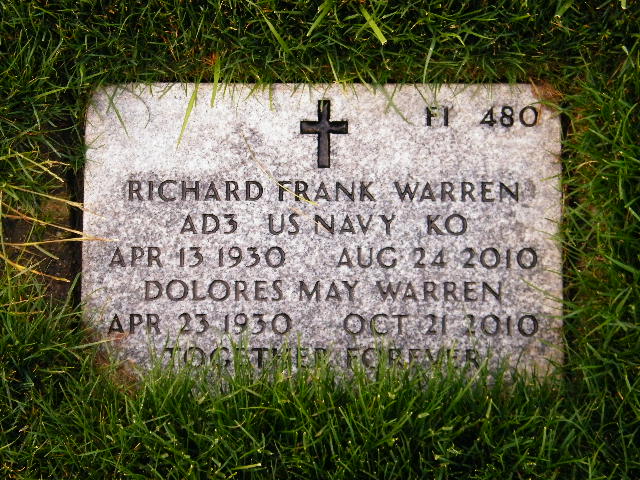 F1 480
RICHARD FRANK WARREN
AD3 US NAVY KO
APR 13 1930 AUG 24 2010
DOLORES MAY WARREN
APR 23 1930 OCT 21 2010
TOGETHER FOREVER